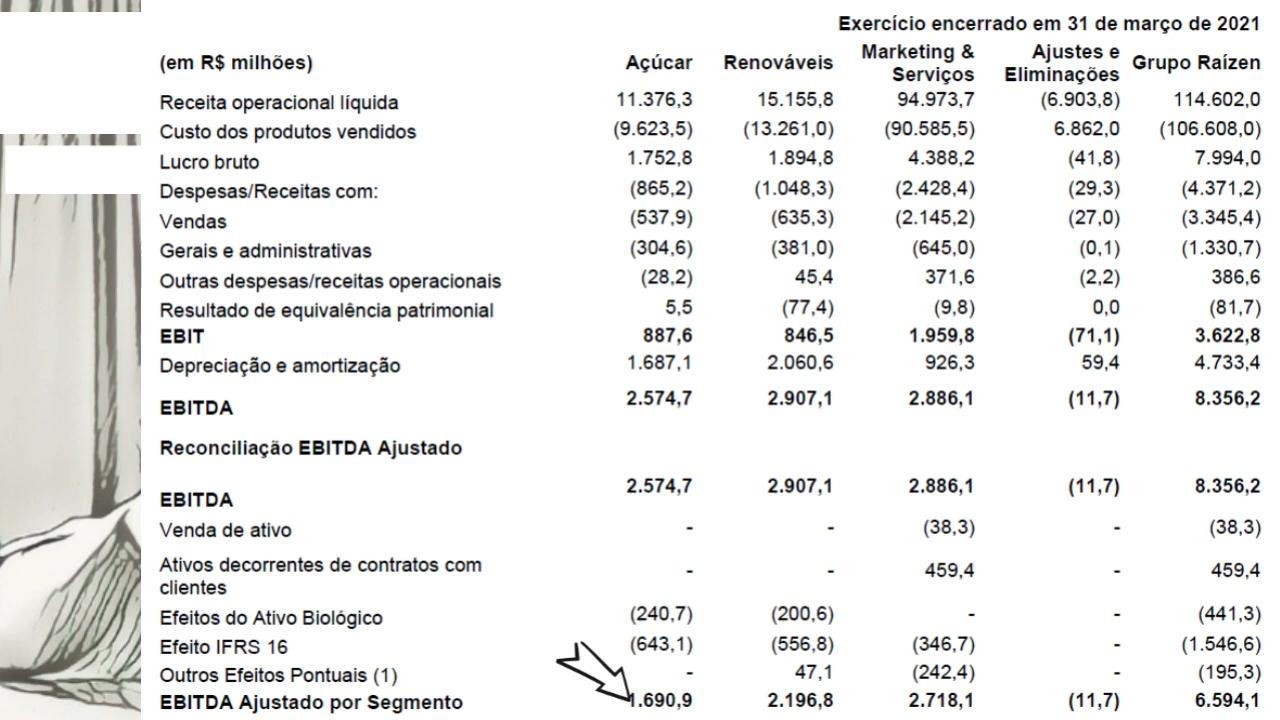 Exercício encerrado em 31 de março de 2021
(em R$ milhões) Açúcar Renováveis Marketing & Serviços Ajustes e Eliminações Grupo Raízen
Receita operacional líquida 11.376,3 15.155,8 94.973,7 (6.903,8) 114.602,0
Custo dos produtos vendidos (9.623,5) (13.261,0) (90.585,5) 6.862,0 (106.608,0)
Lucro bruto 1.752,8 1.894,8 4.388,2 (41,8) 7.994,0
Despesas/Receitas com: (865,2) (1.048,3) (2.428,4) (29,3) (4.371,2)
Vendas (537,9) (635,3) (2.145,2) (27,0) (3.345,4)
Gerais e administrativas (304,6) (381,0) (645,0) (0,1) (1.330,7)
Outras despesas/receitas operacionais (28,2) 45,4 371,6 (2,2) 386,6
Resultado de equivalência patrimonial 5,5 (77,4) (9,8) 0,0 (81,7)
EBIT 887,6 846,5 1.959,8 (71,1) 3.622,8
Depreciação e amortização 1.687,1 2.060,6 926,3 59,4 4.733,4
EBITDA 2.574,7 2.907,1 2.886,1 (11,7) 8.356,2
Reconciliação EBITDA Ajustado
EBITDA 2.574,7 2.907,1 2.886,1 (11,7) 8.356,2
Venda de ativo - - (38,3) - (38,3)
Ativos decorrentes de contratos com
clientes - - 459,4 - 459,4
Efeitos do Ativo Biológico (240,7) (200,6) - - (441,3)
Efeito IFRS 16 (643,1) (556,8) (346,7) - (1.546,6)
Outros Efeitos Pontuais (1) - 47,1 (242,4) - (195,3)
EBITDA Ajustado por Segmento 1.690,9 2.196,8 2.718,1 (11,7) 6.594,1